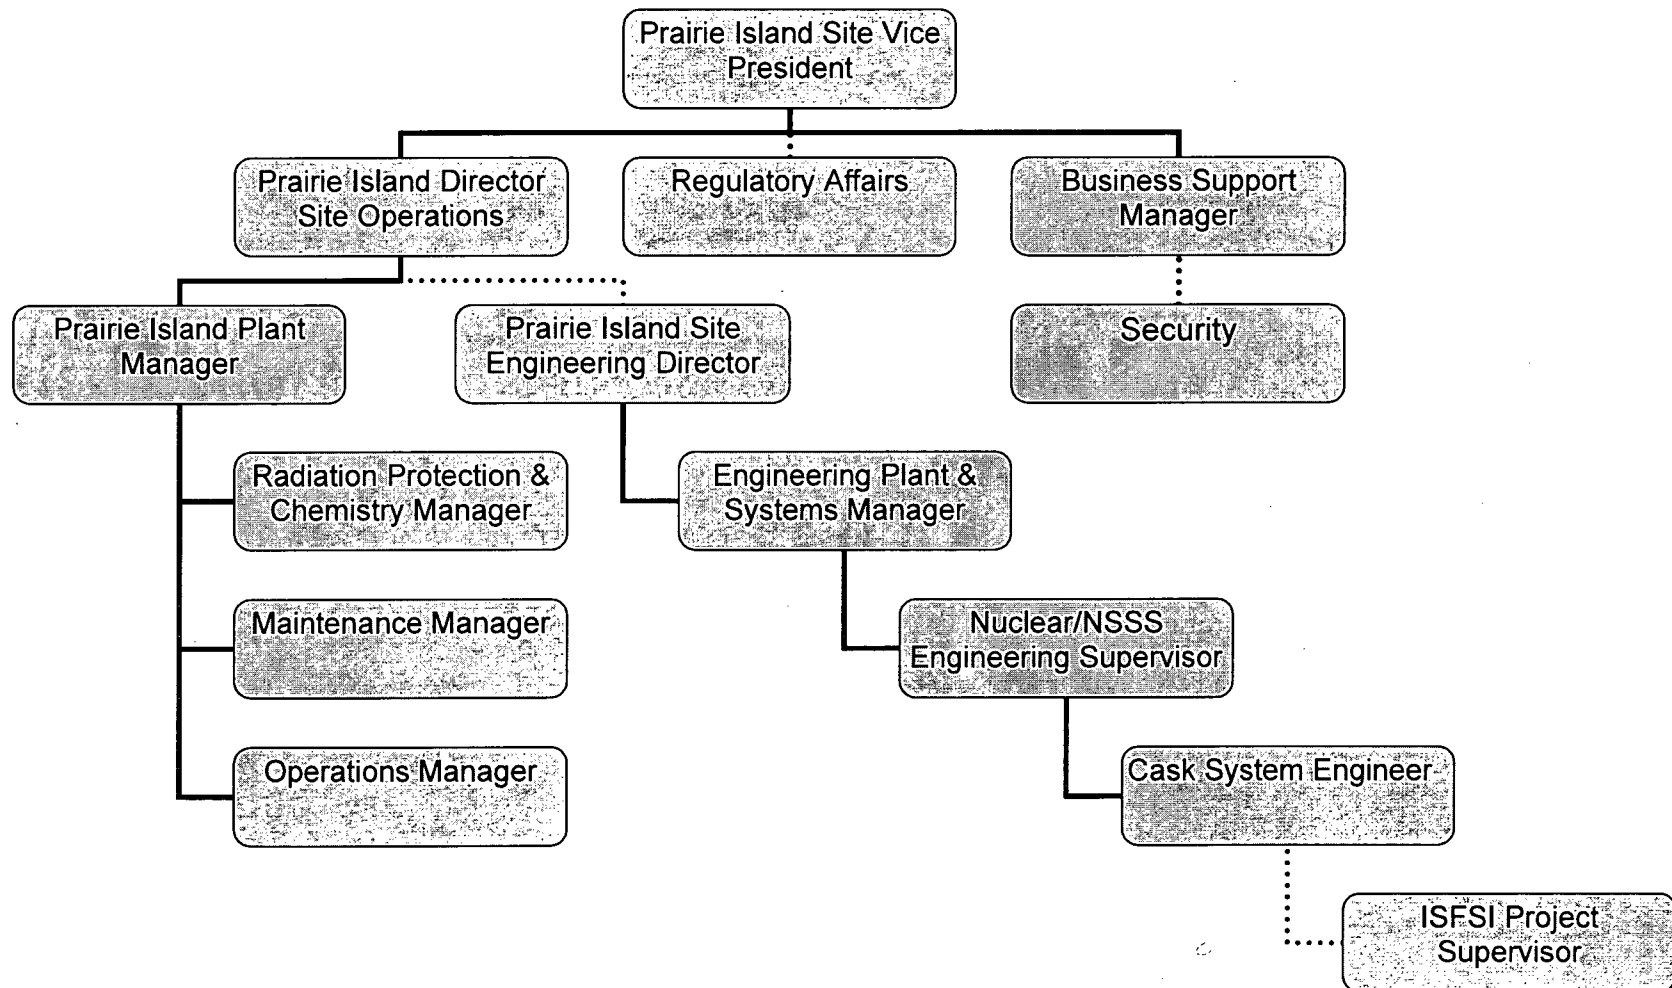 Prairie Island Site Vice
President
Prairie Island Director
Site Operations
Regulatory Affairs
Business Support
Manager
Prairie Island Plant
Manager
Prairie Island Site
Engineering Director
Security
Radiation Protection &
Chemistry Manager
Engineering Plant &
Systems Manager
Maintenance Manager
Nuclear/NSSS
Engineering Supervisor
Operations Manager
Cask System Engineer
ISFSI Project
Supervisor